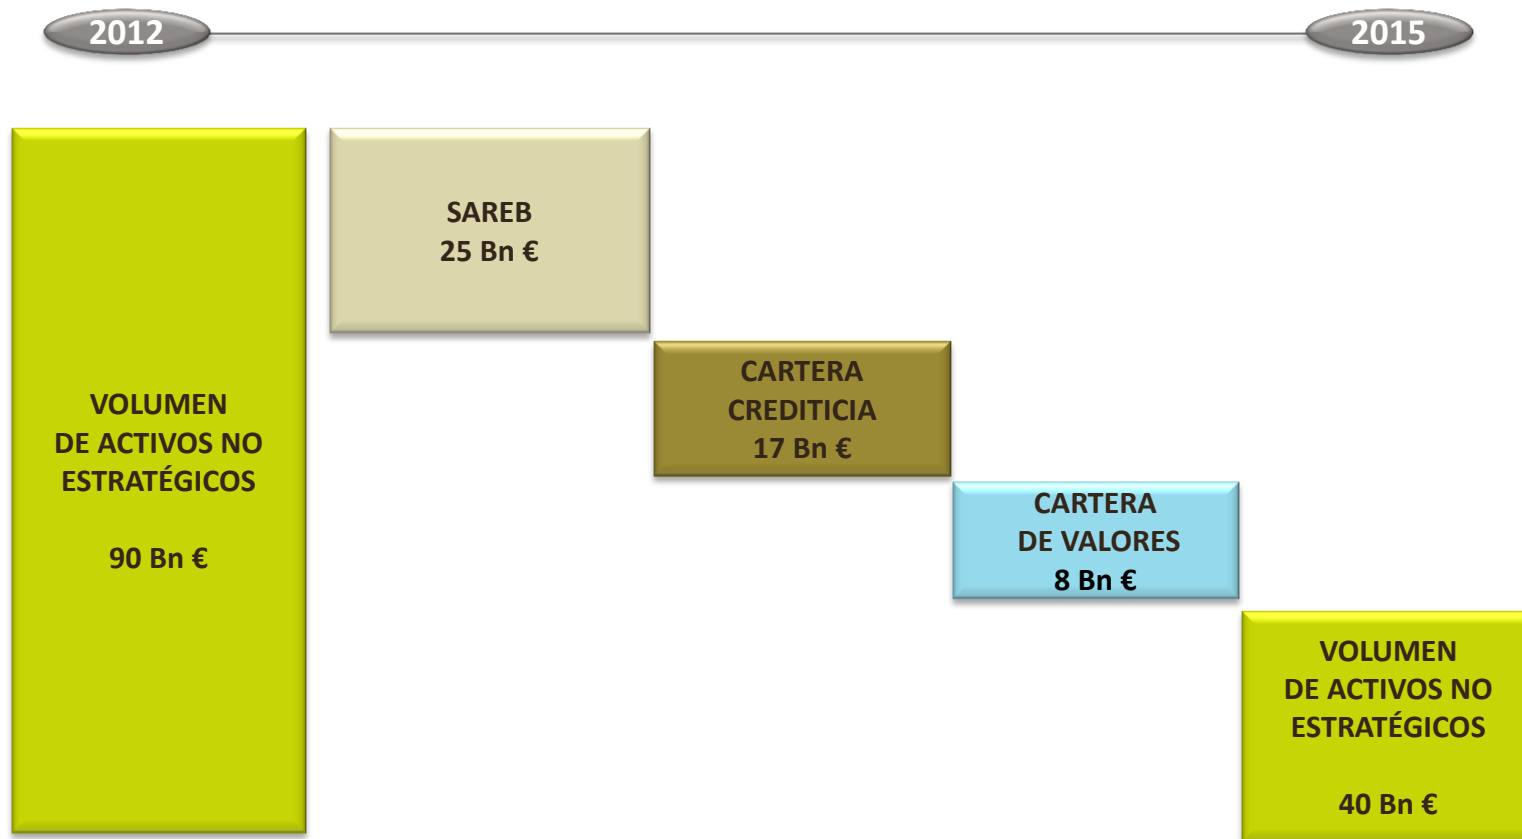 2012
2015
VOLUMEN
DE ACTIVOS NO
ESTRATÉGICOS
90 Bn €
SAREB
25 Bn €
CARTERA
CREDITICIA
17 Bn €
CARTERA
DE VALORES
8 Bn €
VOLUMEN
DE ACTIVOS NO
ESTRATÉGICOS
40 Bn €